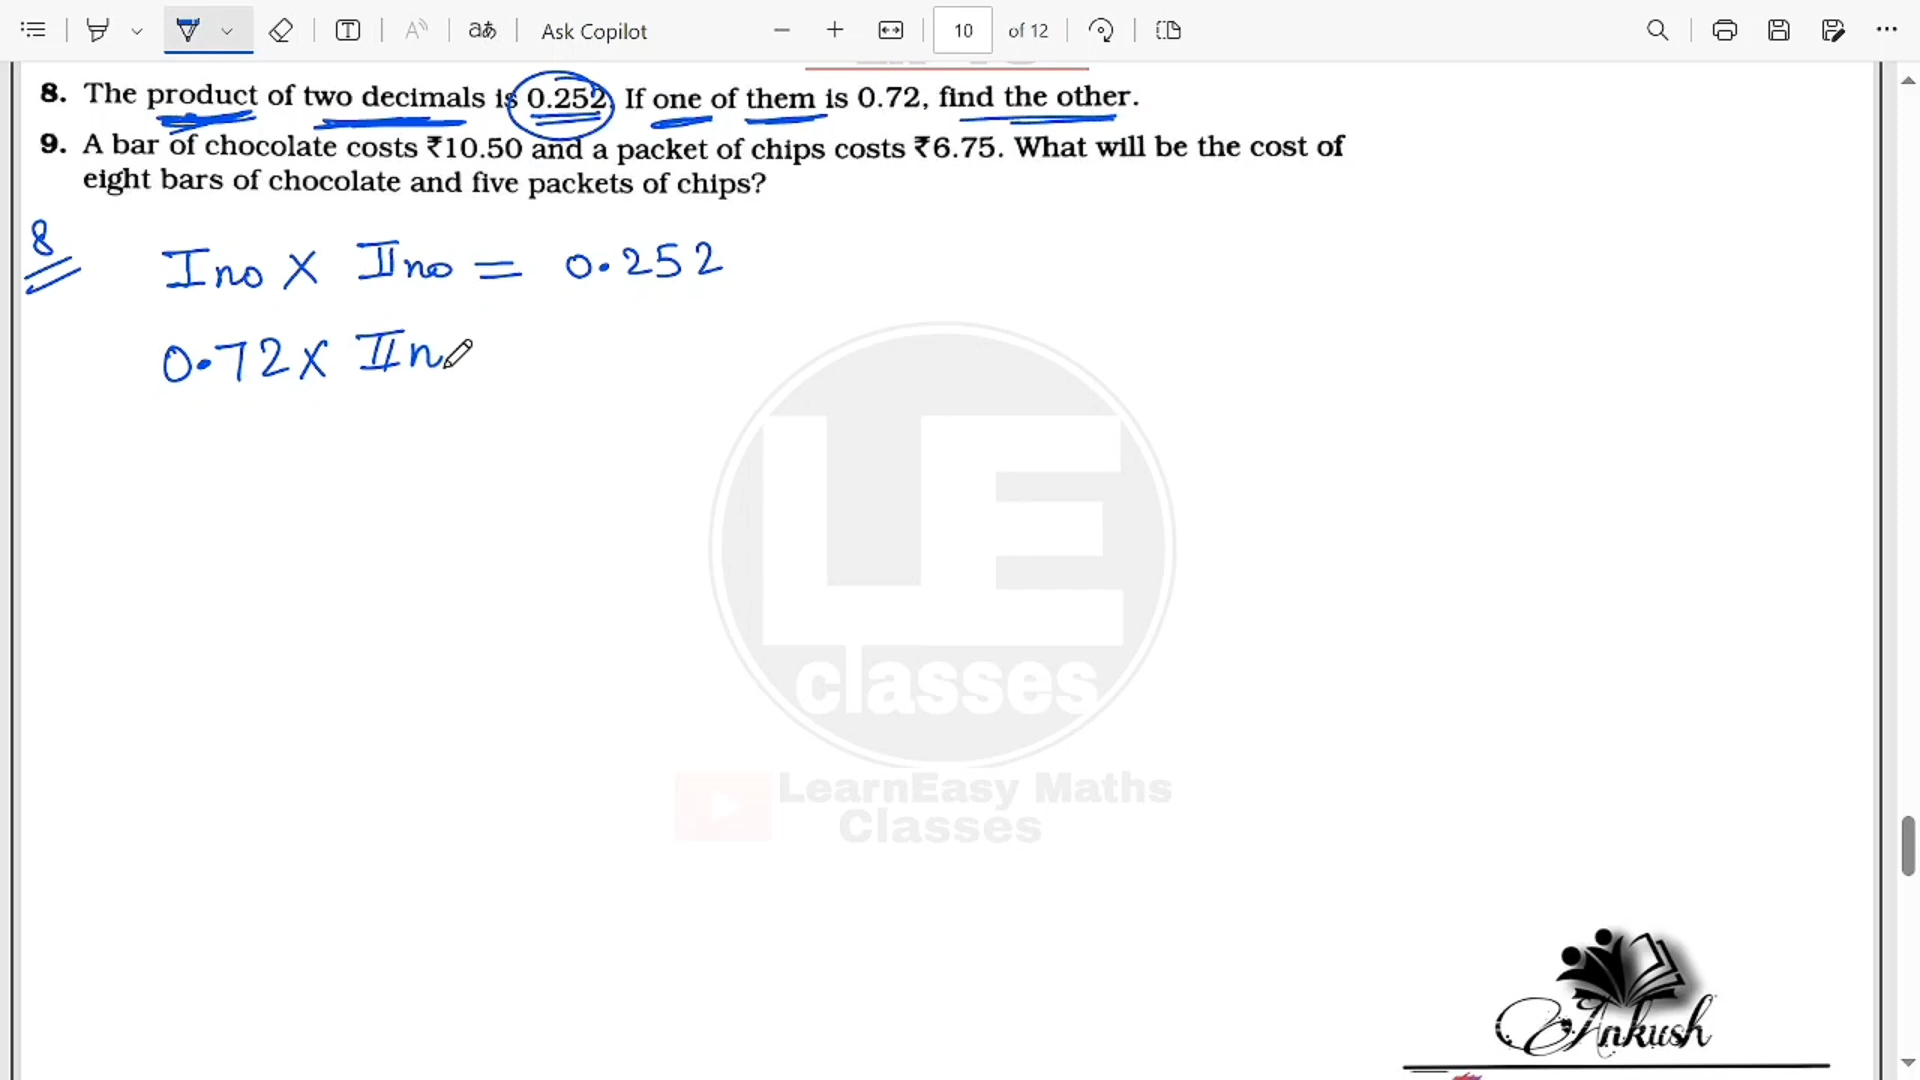 Ask Copilot
10 of 12
8. The product of two decimals is 0.252. If one of them is 0.72, find the other.
9. A bar of chocolate costs ₹10.50 and a packet of chips costs ₹6.75. What will be the cost of
eight bars of chocolate and five packets of chips?
8
I no × II no = 0.252
0.72 × II n
LE
classes
LearnEasy Maths
Classes
Ankush